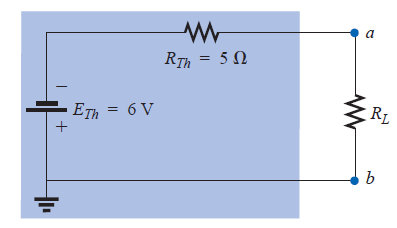 a
R_Th = 5 Ω
−
E_Th = 6 V
+
R_L
b